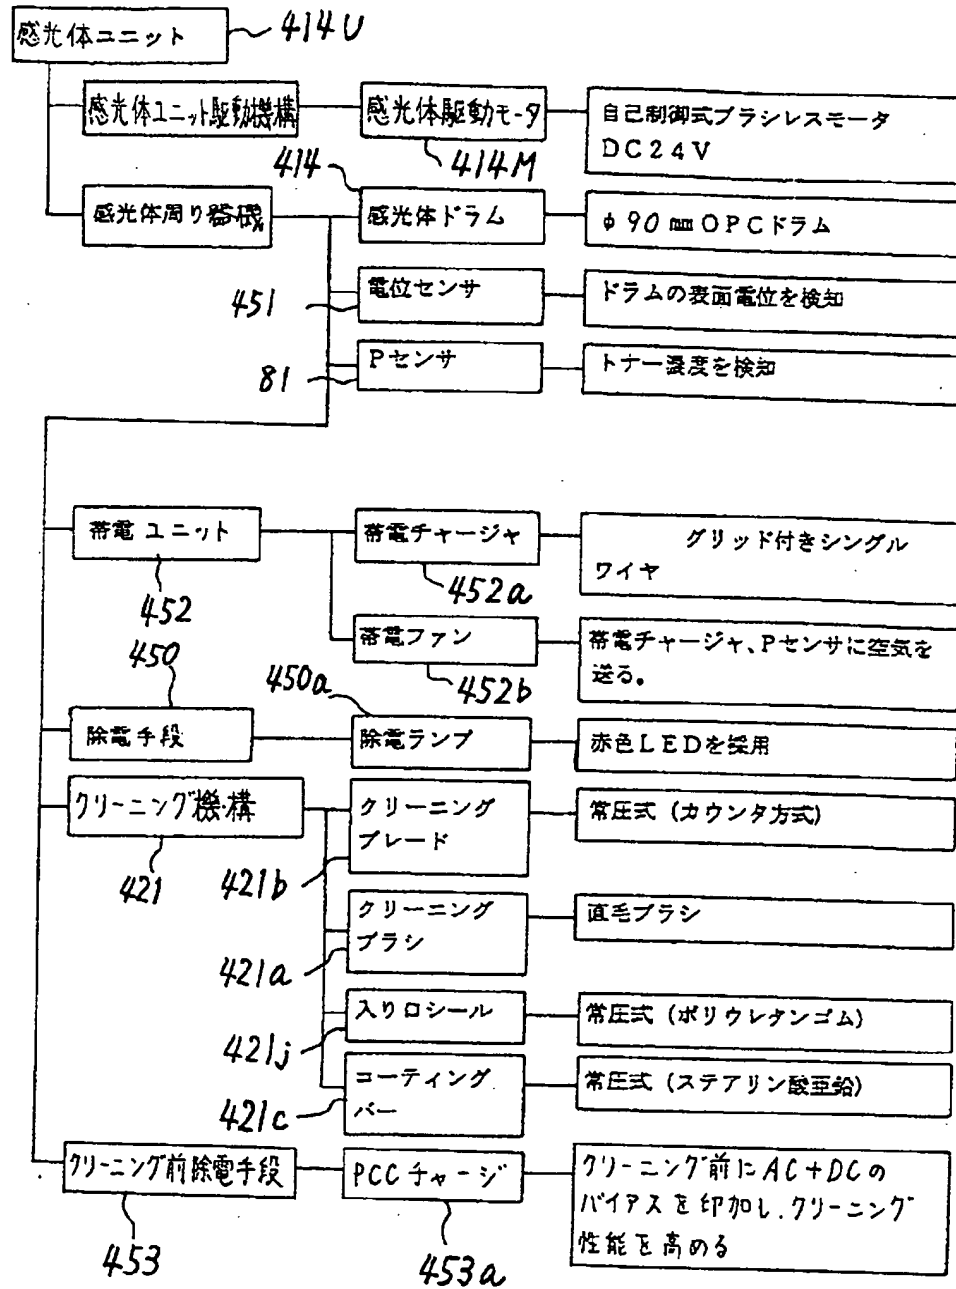 感光体ユニット
414U
感光体ユニット駆動機構
感光体駆動モータ
自己制御式ブラシレスモータ
DC24V
414M
414
感光体周り器機
感光体ドラム
φ90㎜OPCドラム
電位センサ
ドラムの表面電位を検知
451
Pセンサ
トナー濃度を検知
81
帯電ユニット
帯電チャージャ
グリッド付きシングル
ワイヤ
452
452a
帯電ファン
帯電チャージャ、Pセンサに空気を
送る。
452b
450
450a
除電手段
除電ランプ
赤色LEDを採用
クリーニング機構
クリーニング
ブレード
常圧式(カウンタ方式)
421
421b
クリーニング
ブラシ
直毛ブラシ
421a
入り口シール
常圧式(ポリウレタンゴム)
421j
コーティング
バー
常圧式(ステアリン酸亜鉛)
421c
クリーニング前除電手段
PCCチャージ
クリーニング前にAC+DCの
バイアスを印加し、クリーニング
性能を高める
453
453a